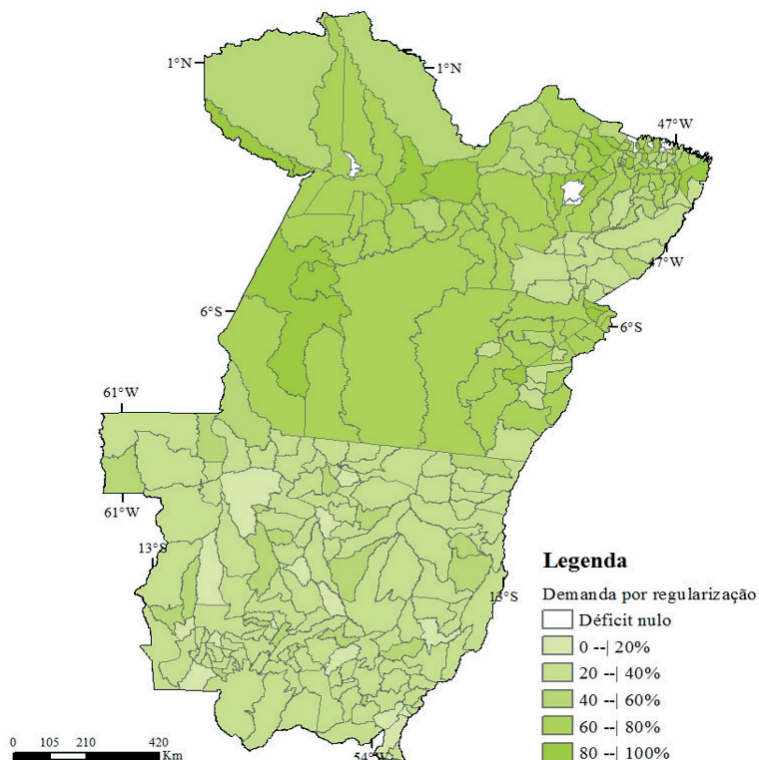 1°N
1°N
47°W
47°W
6°S
6°S
61°W
61°W
13°S
13°S
Legenda
Demanda por regularização
Déficit nulo
0 --| 20%
20 --| 40%
40 --| 60%
60 --| 80%
80 --| 100%
0 105 210 420
Km
54°W